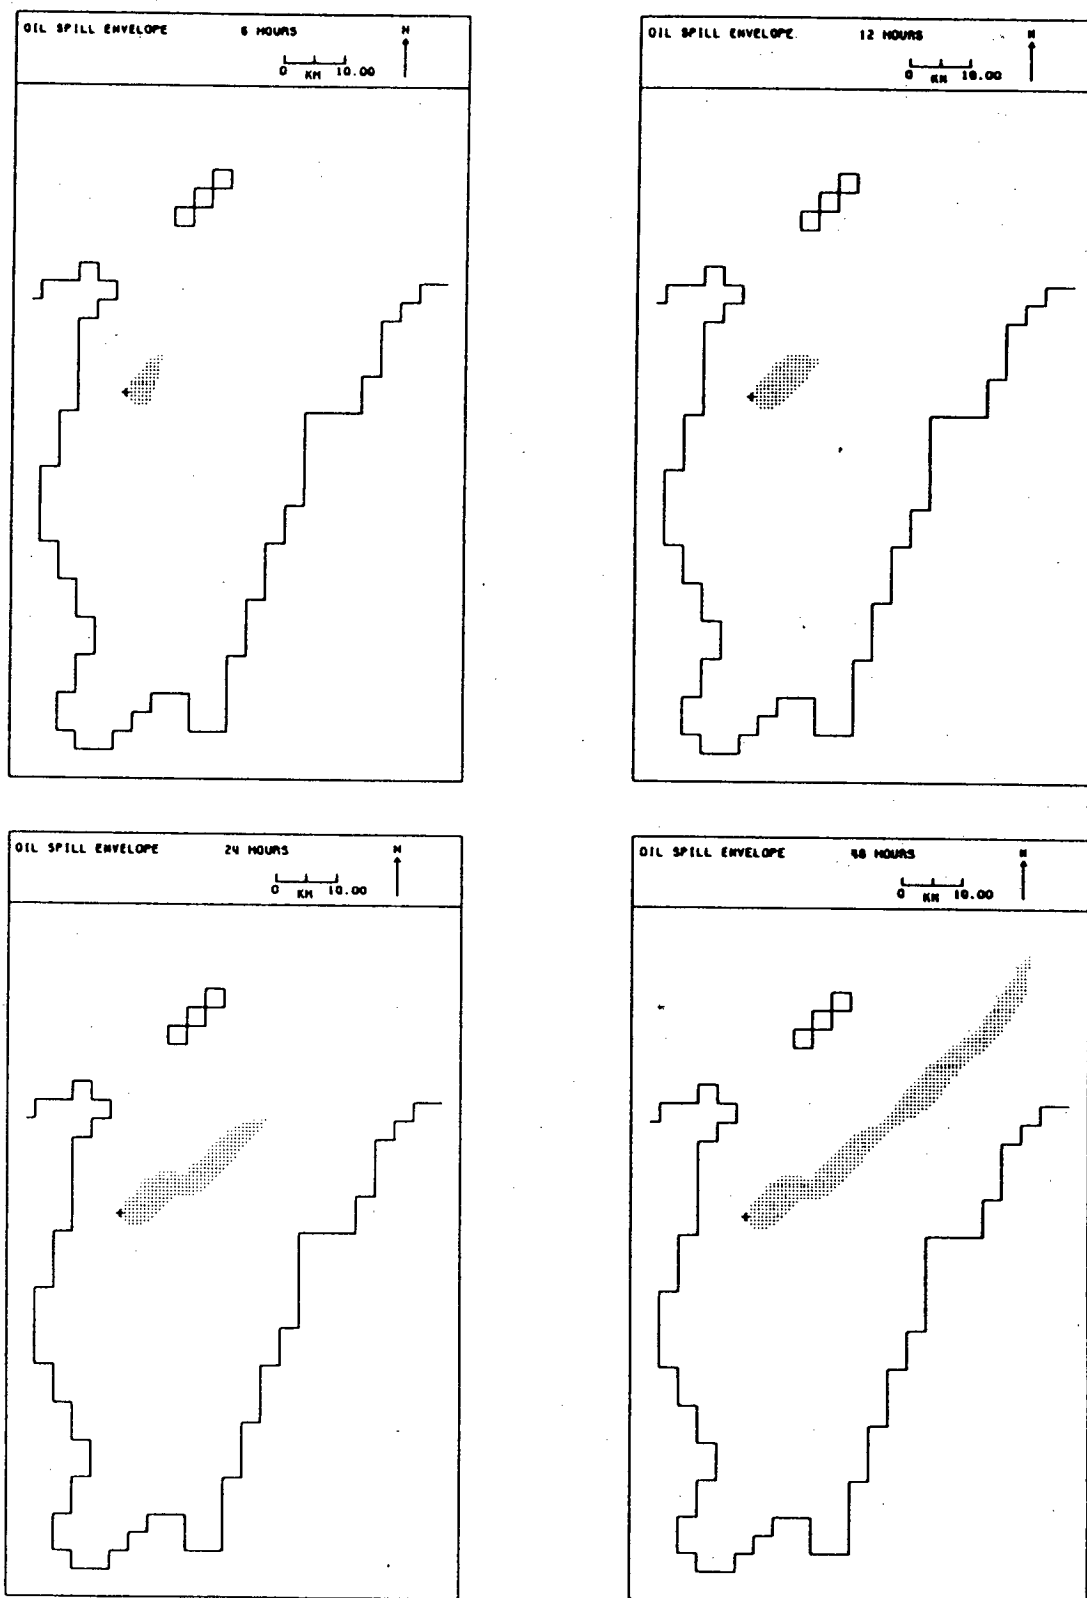 OIL SPILL ENVELOPE 6 HOURS N
0 KM 10.00
OIL SPILL ENVELOPE 12 HOURS N
0 KM 10.00
OIL SPILL ENVELOPE 24 HOURS N
0 KM 10.00
OIL SPILL ENVELOPE 48 HOURS N
0 KM 10.00